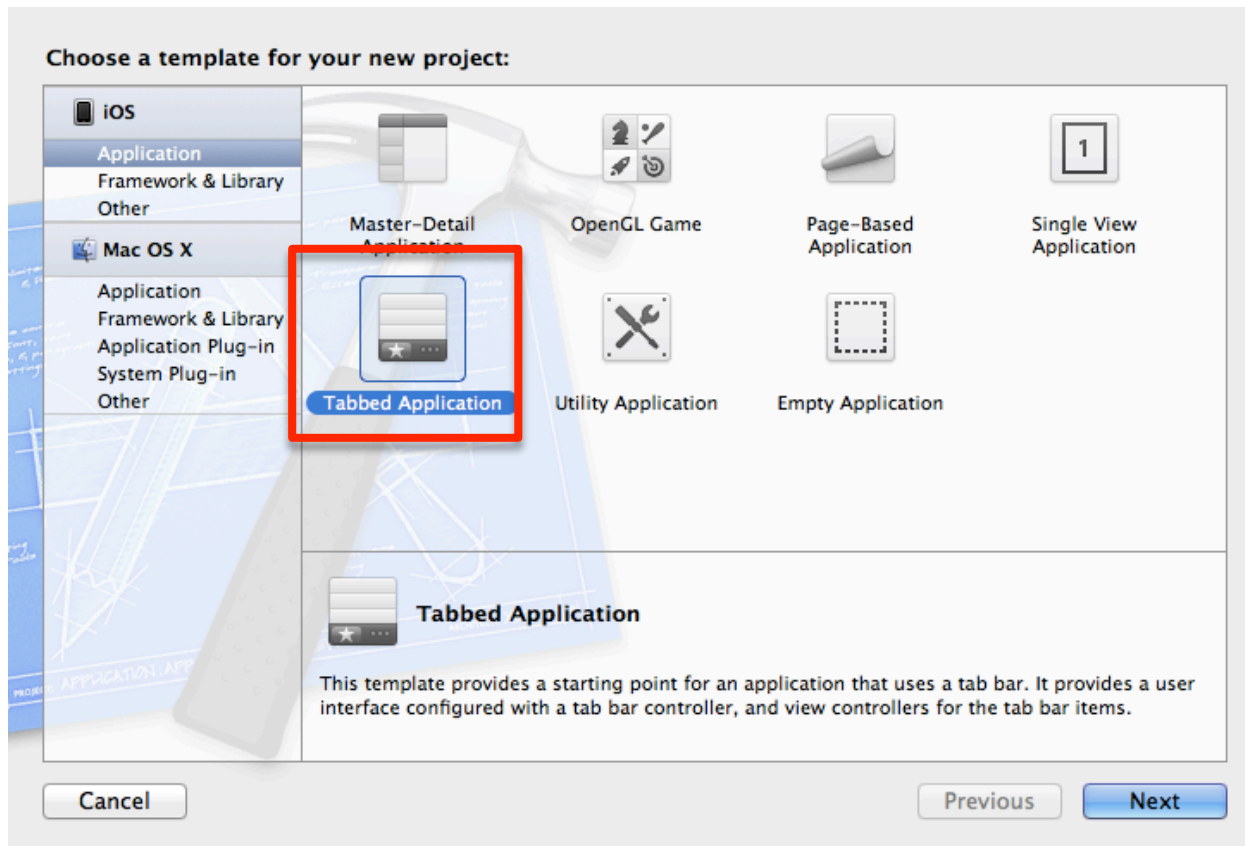 Choose a template for your new project:
iOS
Application
Framework & Library
Other
Mac OS X
Application
Framework & Library
Application Plug-in
System Plug-in
Other
Master-Detail
Application
OpenGL Game
Page-Based
Application
1
Single View
Application
Tabbed Application
Utility Application
Empty Application
Tabbed Application
This template provides a starting point for an application that uses a tab bar. It provides a user
interface configured with a tab bar controller, and view controllers for the tab bar items.
PROJECT: APPLICATION.APP
Cancel
Previous
Next